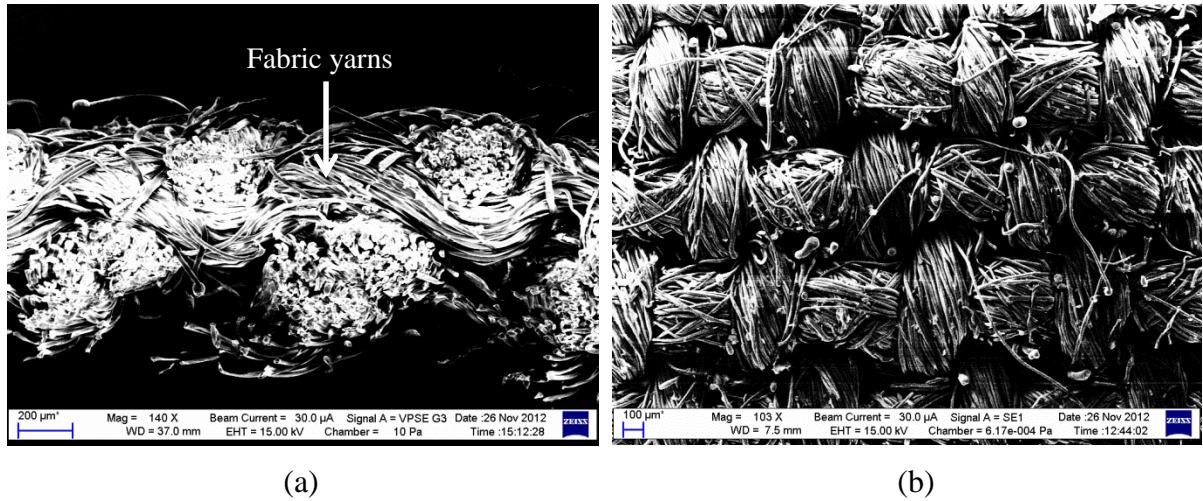 Fabric yarns
200 µm*
Mag = 140 X
Beam Current = 30.0 µA
Signal A = VPSE G3
Date :26 Nov 2012
WD = 37.0 mm
EHT = 15.00 kV
Chamber = 10 Pa
Time :15:12:28
ZEISS
100 µm*
Mag = 103 X
Beam Current = 30.0 µA
Signal A = SE1
Date :26 Nov 2012
WD = 7.5 mm
EHT = 15.00 kV
Chamber = 6.17e-004 Pa
Time :12:44:02
ZEISS
(a)
(b)